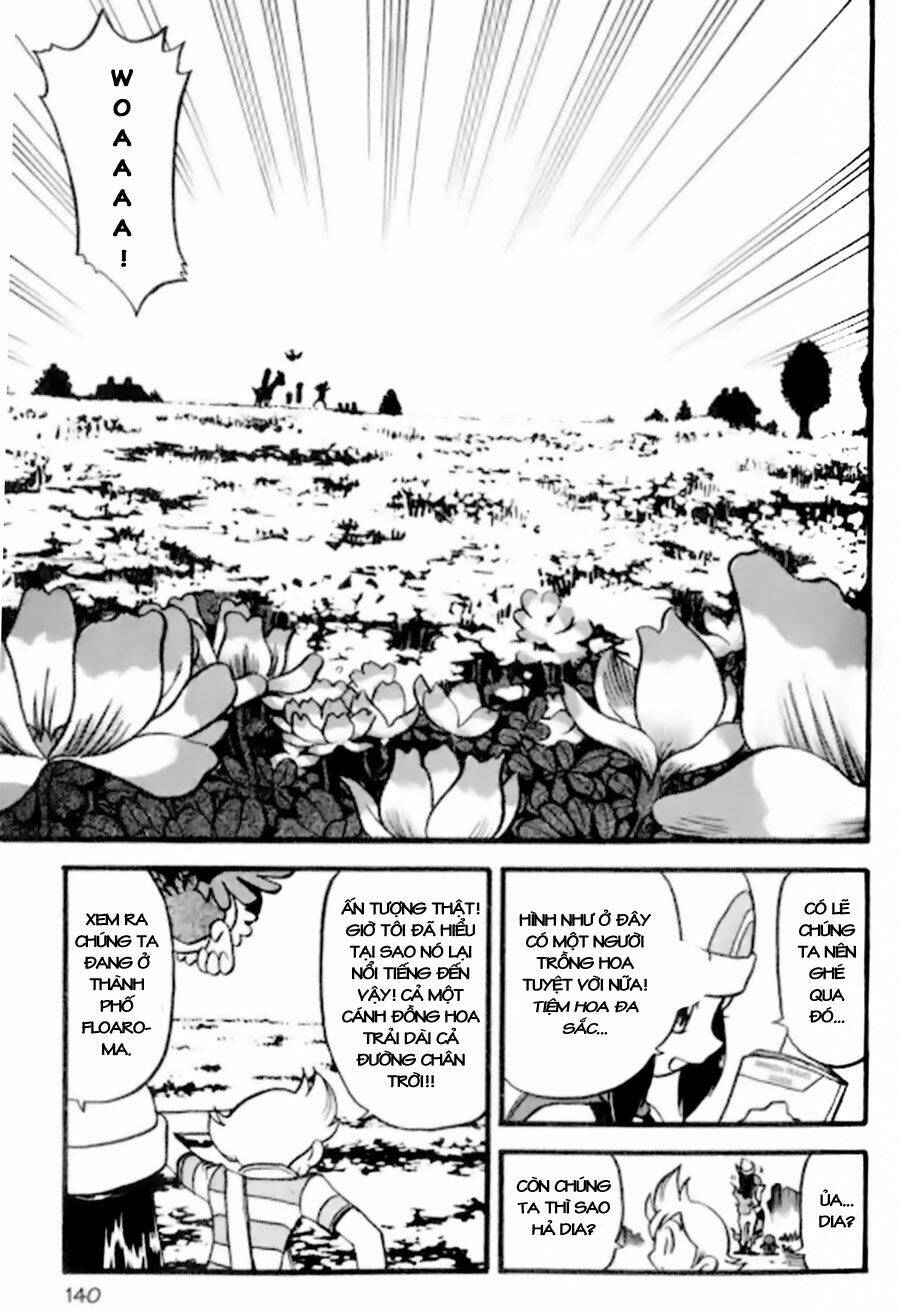 WOAAAA!
XEM RA
CHÚNG TA
ĐANG Ở
THÀNH
PHỐ
FLOARO-
MA.
ẤN TƯỢNG THẬT!
GIỜ TÔI ĐÃ HIỂU
TẠI SAO NÓ LẠI
NỔI TIẾNG ĐẾN
VẬY! CẢ MỘT
CÁNH ĐỒNG HOA
TRẢI DÀI CẢ
ĐƯỜNG CHÂN
TRỜI!!
HÌNH NHƯ Ở ĐÂY
CÓ MỘT NGƯỜI
TRỒNG HOA
TUYỆT VỜI NỮA!
TIỆM HOA ĐA
SẮC...
CÓ LẼ
CHÚNG
TA NÊN
GHÉ
QUA
ĐÓ...
CÒN CHÚNG
TA THÌ SAO
HẢ DIA?
ỦA...
DIA?
140